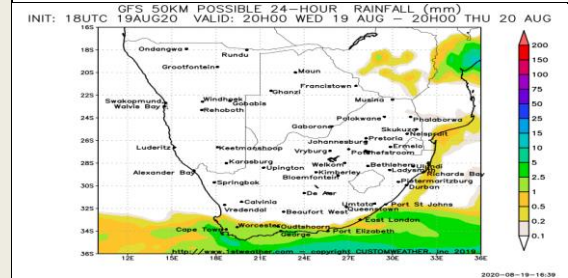 GFS 50KM POSSIBLE 24-HOUR RAINFALL (mm)
INIT: 18UTC 19AUG20 VALID: 20H00 WED 19 AUG - 20H00 THU 20 AUG
16S
18S
20S
22S
24S
26S
28S
30S
32S
34S
36S
Ondangwa
Rundu
Grootfontein
Maun
Francistown
Ghanzi
Windhoek
Gobabis
Swakopmund
Walvis Bay
Rehoboth
Musina
Polokwane
Phalaborwa
Skukuza
Nelspruit
Gaborone
Pretoria
Johannesburg
Ermelo
Vryburg
Potchefstroom
Luderitz
Keetmanshoop
Karasburg
Upington
Welkom
Bethlehem
Ulundi
Ladysmith
Richards Bay
Alexander Bay
Kimberley
Bloemfontein
Pietermaritzburg
Durban
Springbok
De Aar
Calvinia
Vredendal
Beaufort West
Umtata
Port St Johns
Queenstown
East London
Cape Town
Worcester
Oudtshoorn
George
Port Elizabeth
12E
15E
18E
21E
24E
27E
30E
33E
36E
200
150
100
75
50
25
20
15
10
5
2.5
1
0.5
0.2
0.1
2020-08-19-16:39